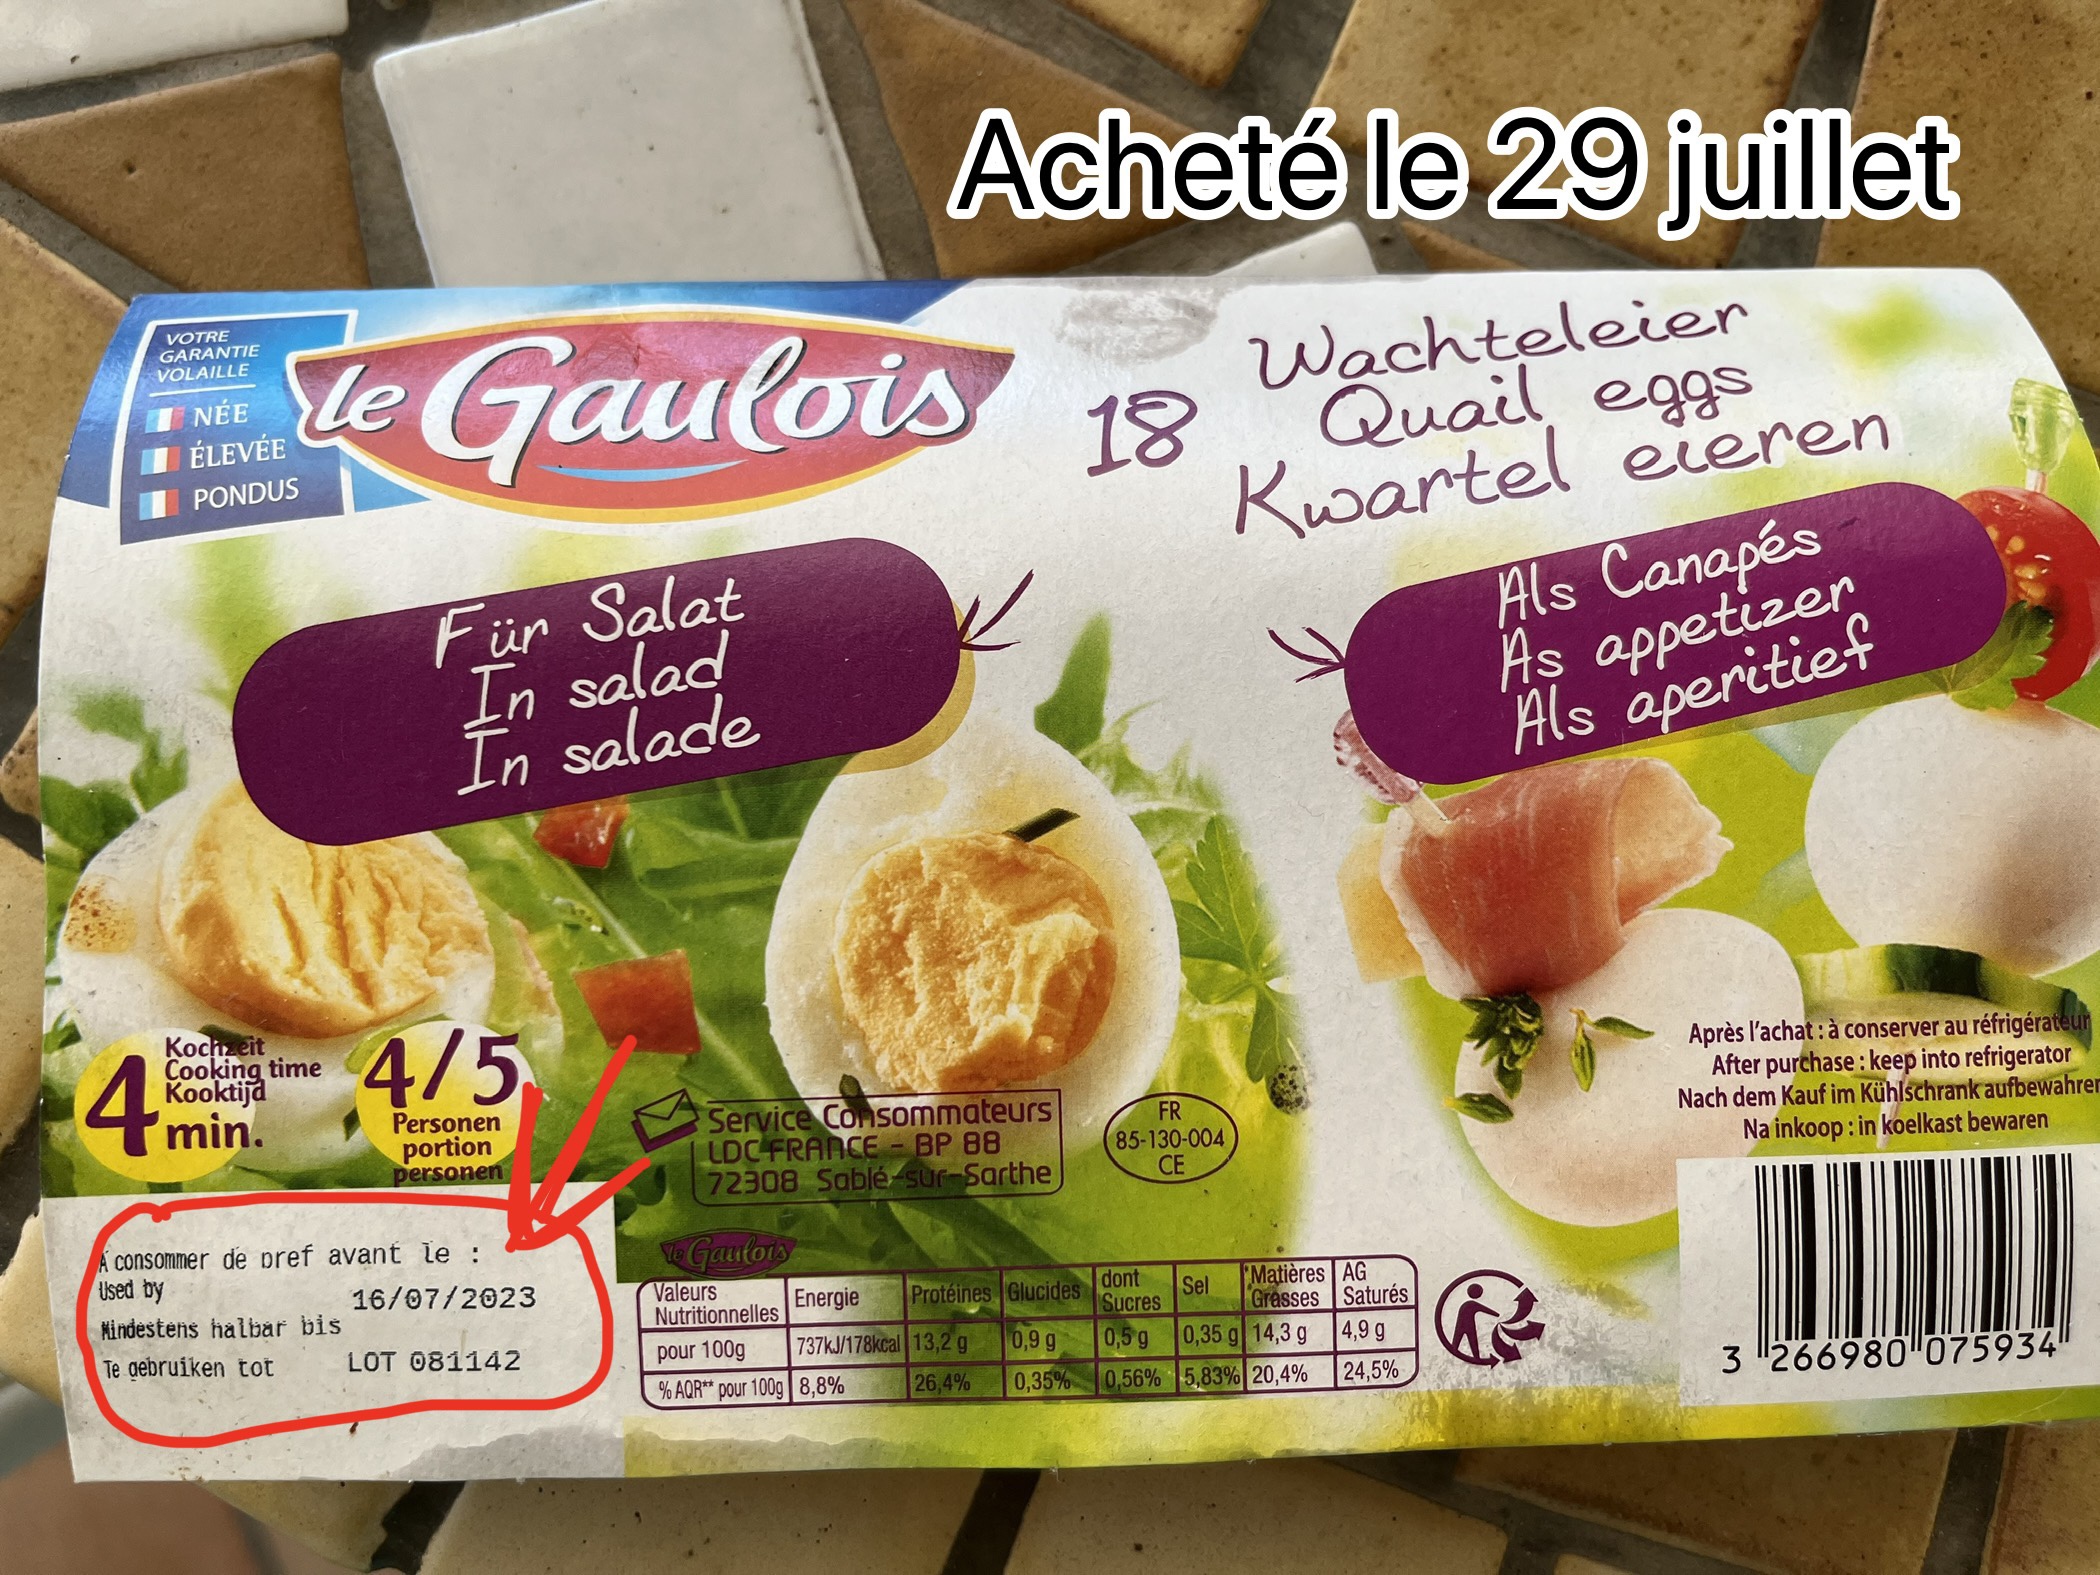 Acheté le 29 juillet
VOTRE
GARANTIE
VOLAILLE
NÉE
ÉLEVÉE
PONDUS
le Gaulois
18
Wachteleier
Quail eggs
Kwartel eieren
Für Salat
In salad
In salade
Als Canapés
As appetizer
Als aperitief
4 min.
Kochzeit
Cooking time
Kooktijd
4/5
Personen
portion
personen
Service Consommateurs
LDC FRANCE - BP 88
72308 Sablé-sur-Sarthe
FR
85-130-004
CE
Après l'achat : à conserver au réfrigérateur
After purchase : keep into refrigerator
Nach dem Kauf im Kühlschrank aufbewahren
Na inkoop : in koelkast bewaren
A consommer de pref avant le :
Used by
16/07/2023
Mindestens halbar bis
Te gebruiken tot
LOT 081142
le Gaulois
Valeurs Nutritionnelles Energie Protéines Glucides dont Sucres Sel Matières Grasses AG Saturés
pour 100g 737kJ/178kcal 13,2 g 0,9 g 0,5 g 0,35 g 14,3 g 4,9 g
% AQR** pour 100g 8,8% 26,4% 0,35% 0,56% 5,83% 20,4% 24,5%
3 266980 075934